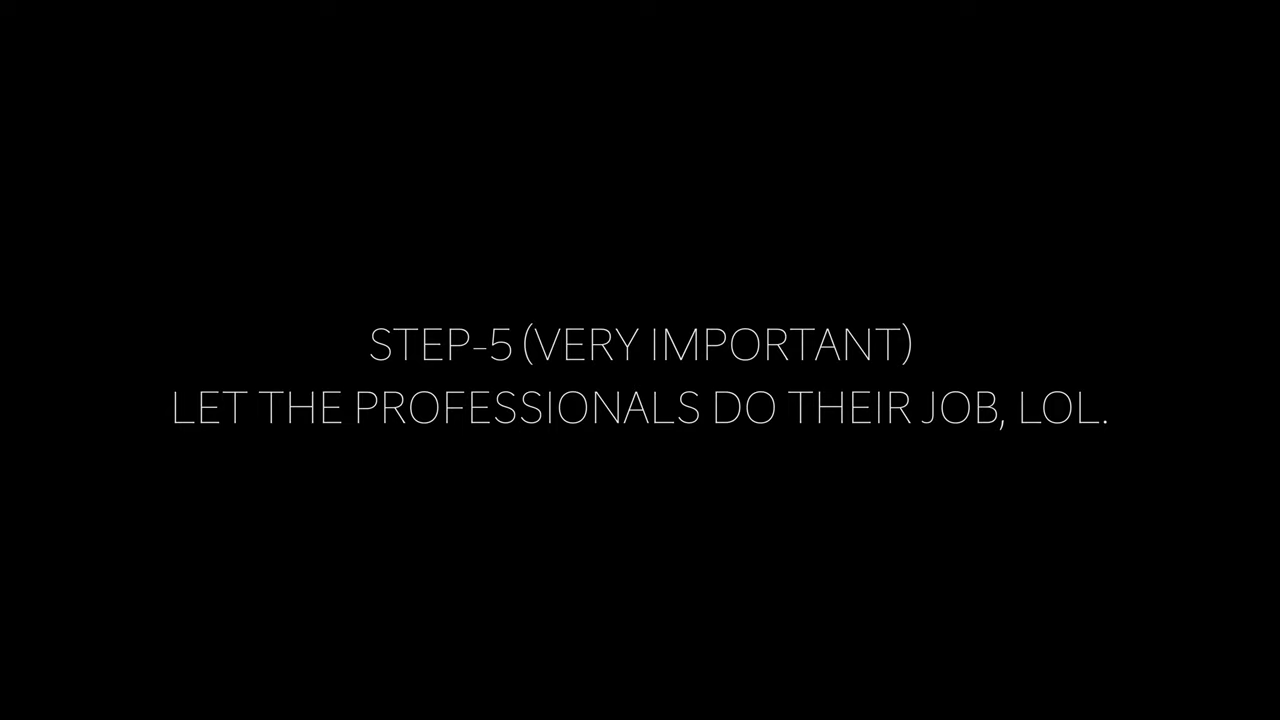 STEP-5 (VERY IMPORTANT)
LET THE PROFESSIONALS DO THEIR JOB, LOL.